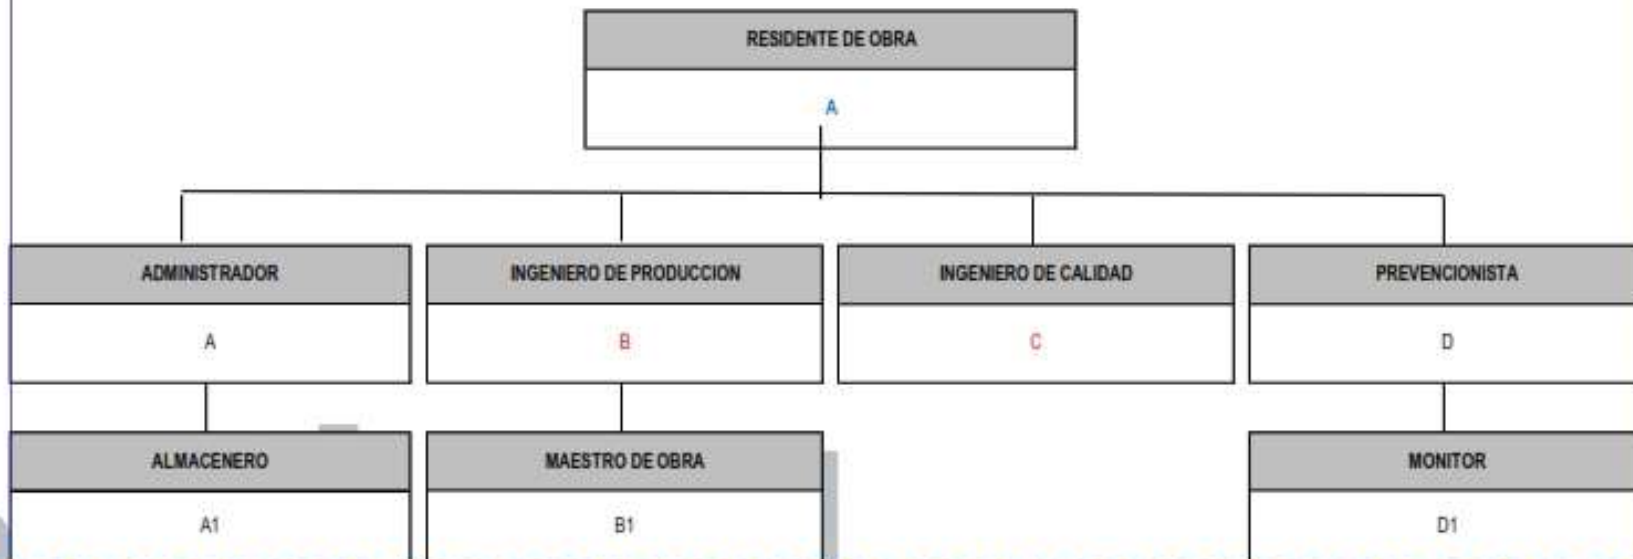 RESIDENTE DE OBRA
A
ADMINISTRADOR
A
INGENIERO DE PRODUCCION
B
INGENIERO DE CALIDAD
C
PREVENCIONISTA
D
ALMACENERO
A1
MAESTRO DE OBRA
B1
MONITOR
D1